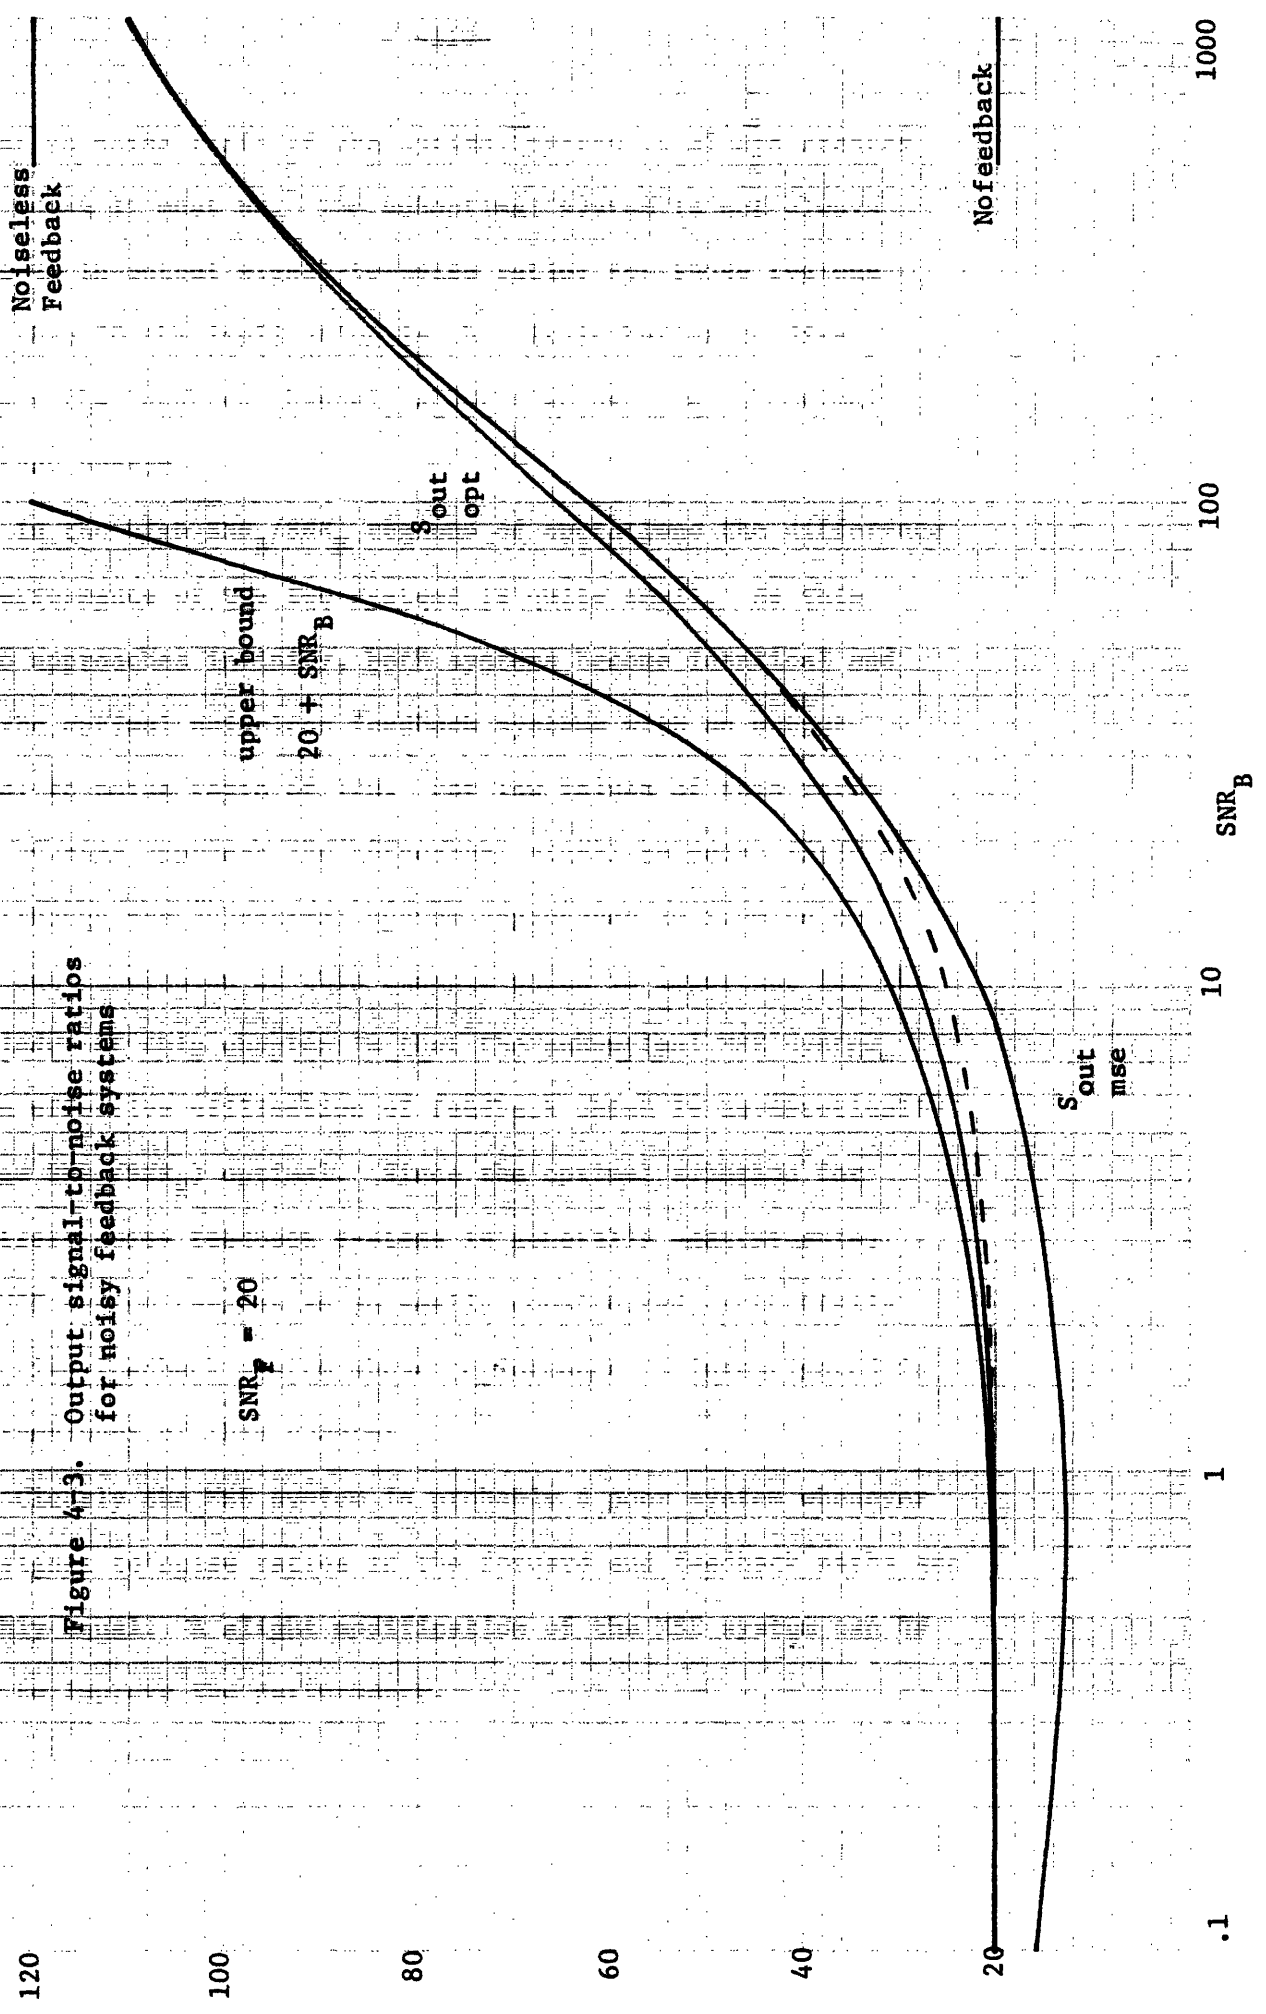 Figure 4-3. Output signal-to-noise ratios
for noisy feedback systems
SNR_F = 20
Noiseless
Feedback
upper bound
20 + SNR_B
S_out
opt
S_out
mse
Nofeedback
120
100
80
60
40
20
.1
1
10
100
1000
SNR_B